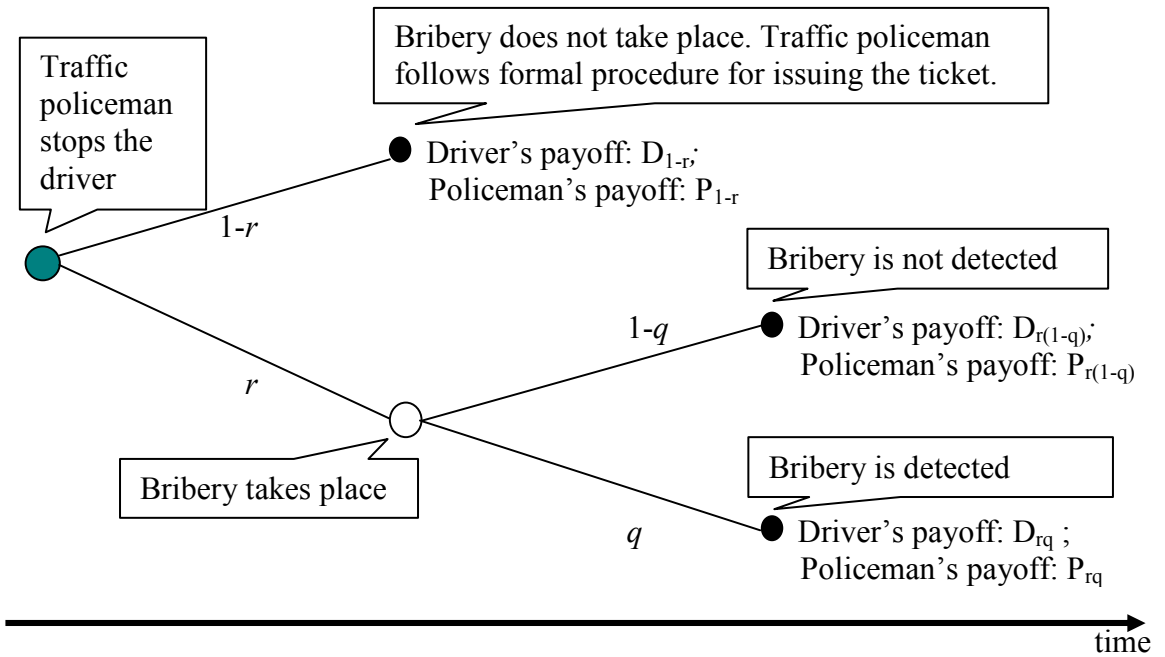 Traffic
policeman
stops the
driver
Bribery does not take place. Traffic policeman
follows formal procedure for issuing the ticket.
Driver’s payoff: D1-r;
Policeman’s payoff: P1-r
1-r
r
Bribery takes place
Bribery is not detected
1-q
Driver’s payoff: Dr(1-q);
Policeman’s payoff: Pr(1-q)
Bribery is detected
q
Driver’s payoff: Drq ;
Policeman’s payoff: Prq
time